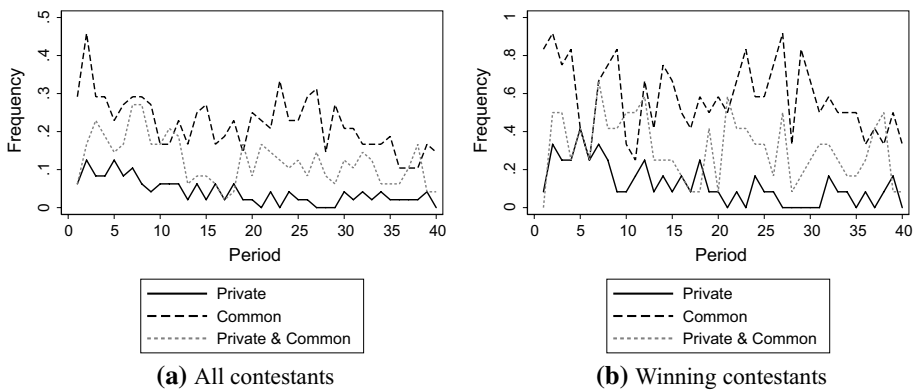 .5
.4
.3
.2
.1
0
Frequency
0 5 10 15 20 25 30 35 40
Period
Private
Common
Private & Common
(a) All contestants
1
.8
.6
.4
.2
0
Frequency
0 5 10 15 20 25 30 35 40
Period
Private
Common
Private & Common
(b) Winning contestants